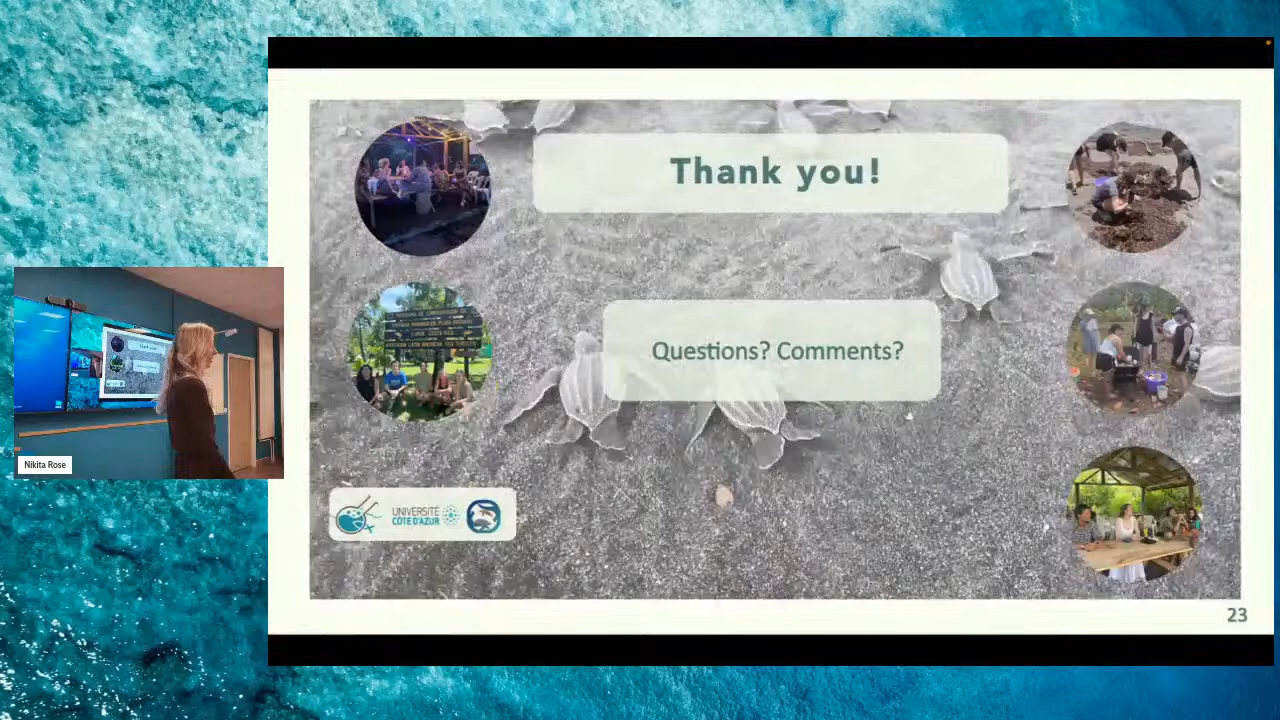 Thank you!
Questions? Comments?
UNIVERSITÉ
CÔTE D'AZUR
Nikita Rose
23